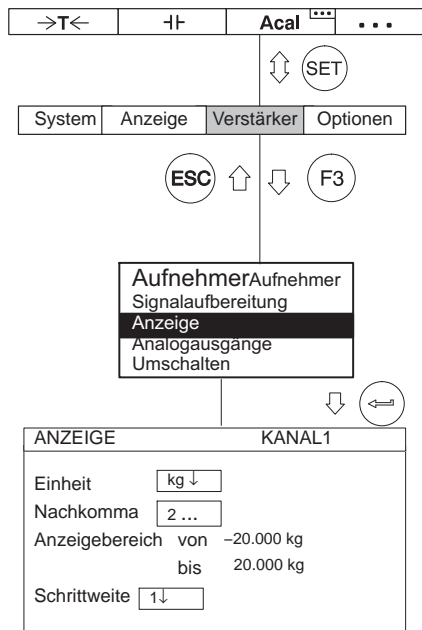 →T← ⊣⊢ Acal ...
SET
System Anzeige Verstärker Optionen
ESC F3
AufnehmerAufnehmer
Signalaufbereitung
Anzeige
Analogausgänge
Umschalten
ANZEIGE KANAL1
Einheit kg↓
Nachkomma 2 ...
Anzeigebereich von –20.000 kg
bis 20.000 kg
Schrittweite 1↓